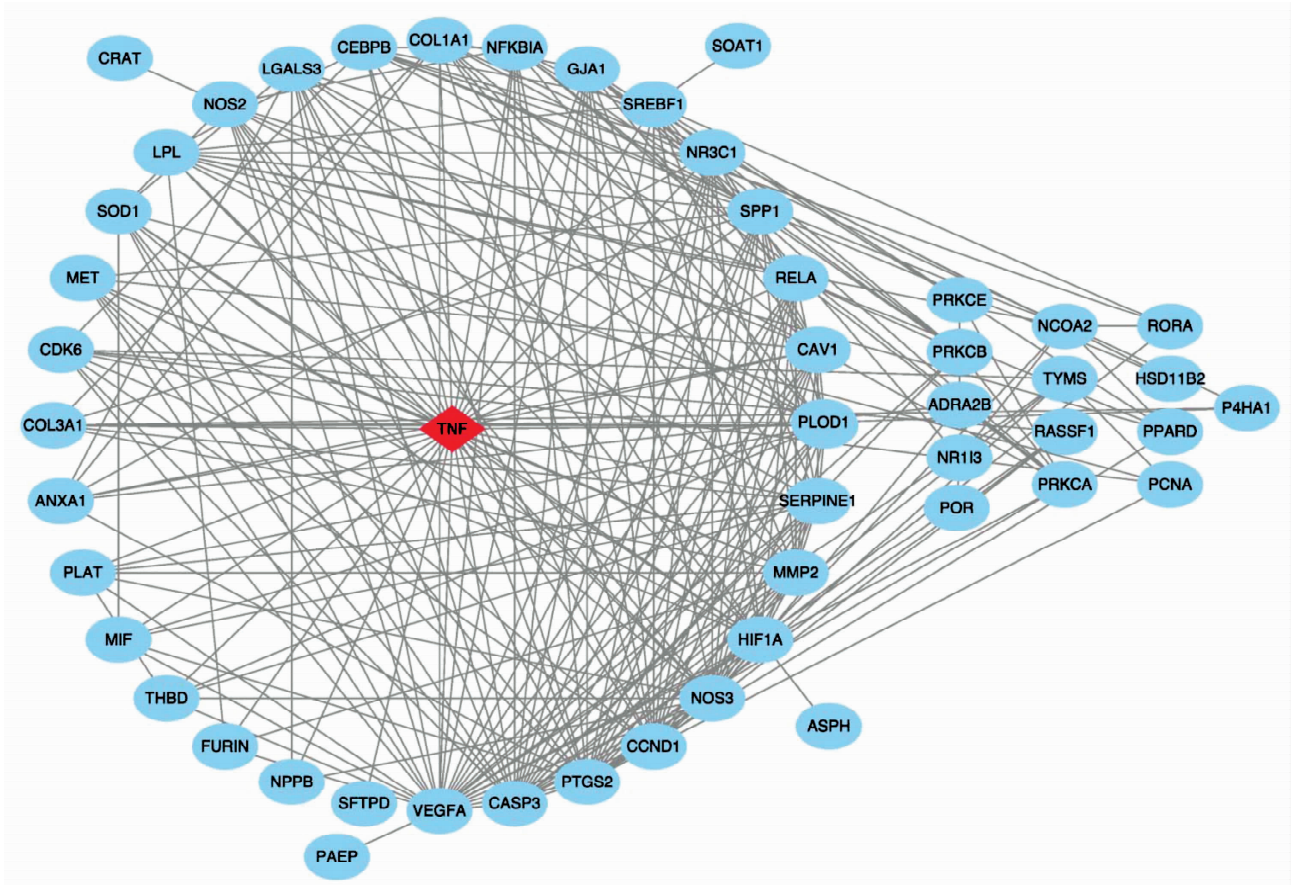 COL1A1
CEBPB
NFKBIA
SOAT1
CRAT
LGALS3
GJA1
NOS2
SREBF1
LPL
NR3C1
SOD1
SPP1
MET
RELA
PRKCE
NCOA2
RORA
CDK6
CAV1
PRKCB
TYMS
HSD11B2
ADRA2B
P4HA1
COL3A1
TNF
PLOD1
RASSF1
PPARD
NR1I3
ANXA1
SERPINE1
PRKCA
PCNA
POR
PLAT
MMP2
MIF
HIF1A
THBD
NOS3
ASPH
FURIN
CCND1
NPPB
PTGS2
SFTPD
VEGFA
CASP3
PAEP